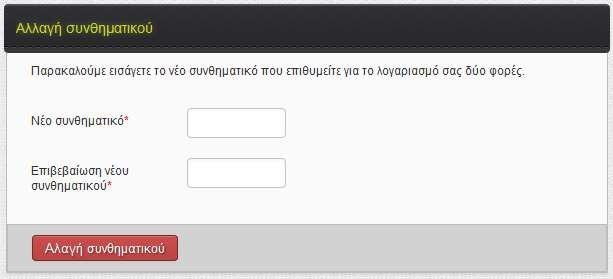 Αλλαγή συνθηματικού
Παρακαλούμε εισάγετε το νέο συνθηματικό που επιθυμείτε για το λογαριασμό σας δύο φορές.
Νέο συνθηματικό*
Επιβεβαίωση νέου
συνθηματικού*
Αλαγή συνθηματικού